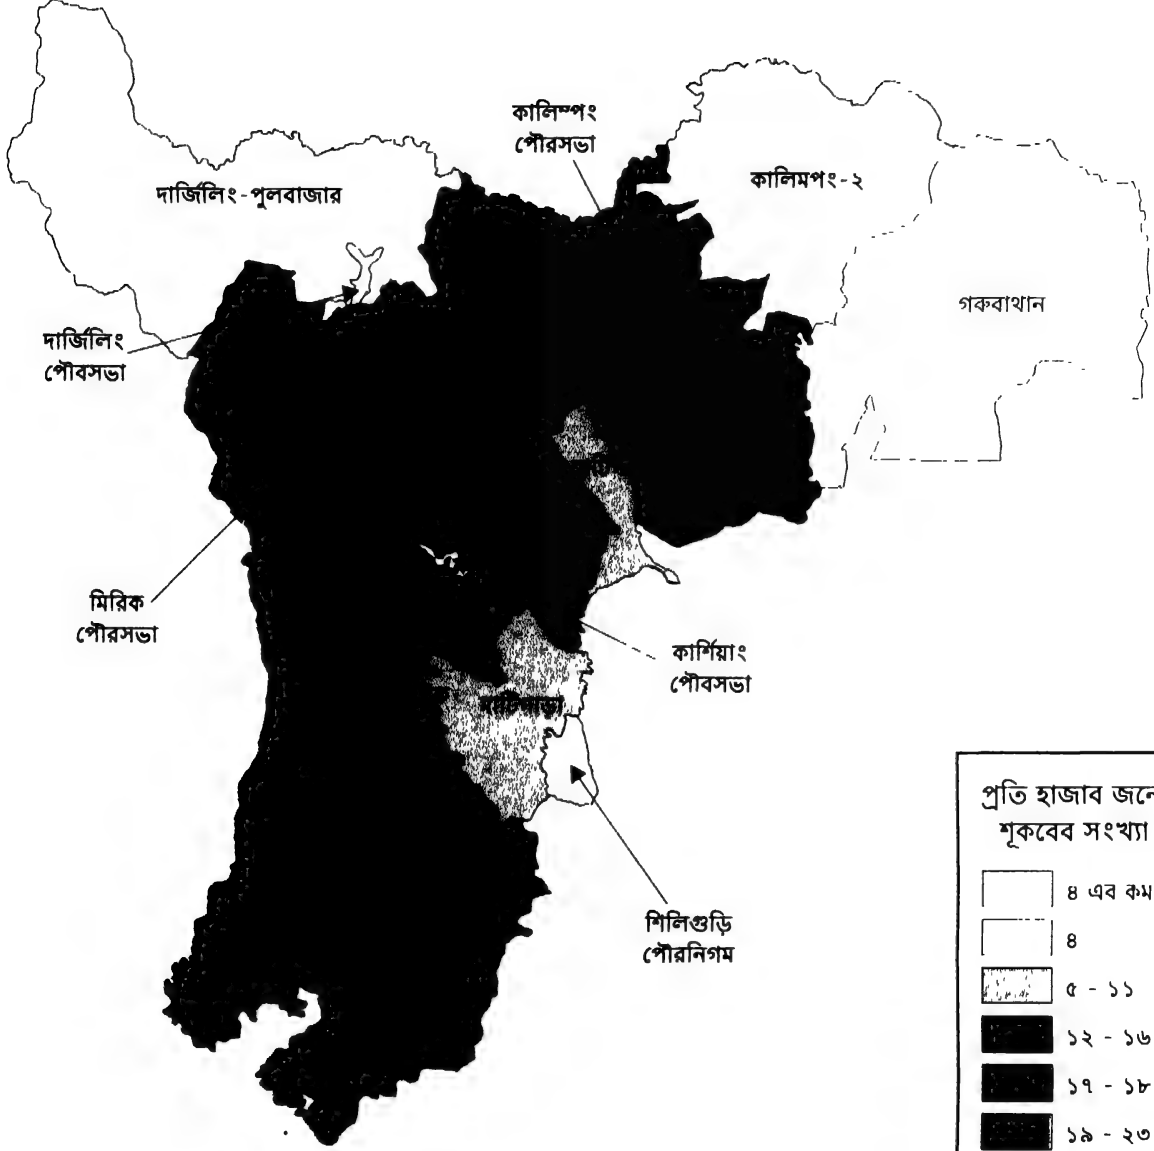 কালিম্পং
পৌরসভা
দার্জিলিং-পুলবাজার
কালিমপং-২
গরুবাথান
দার্জিলিং
পৌবসভা
মিরিক
পৌরসভা
কার্শিয়াং
পৌবসভা
শিলিগুড়ি
পৌরনিগম
প্রতি হাজাব জনে
শূকবেব সংখ্যা
৪ এব কম
৪
৫ - ১১
১২ - ১৬
১৭ - ১৮
১৯ - ২৩